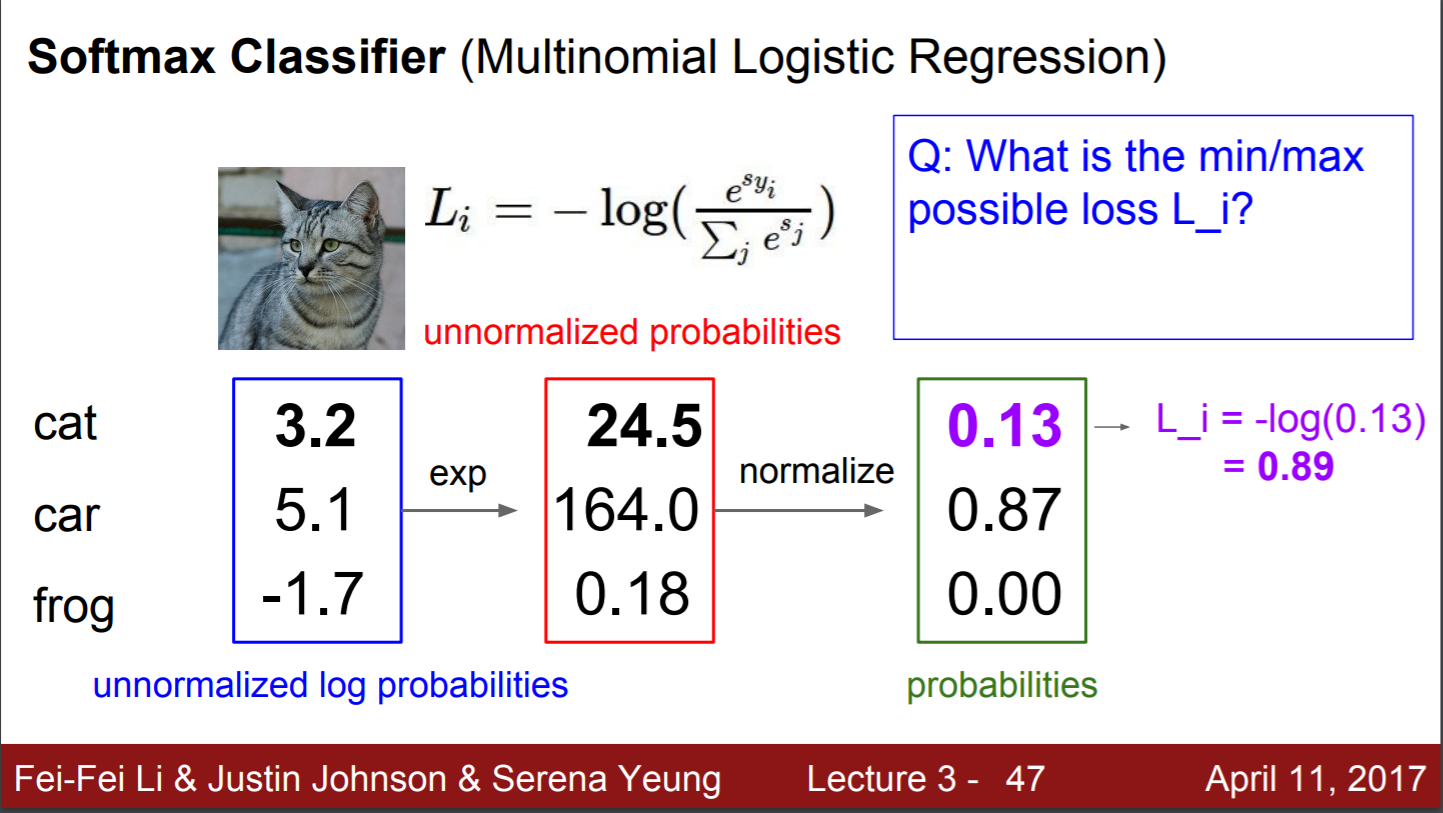 Softmax Classifier (Multinomial Logistic Regression)
L_i = − log(e^{s_{y_i}} / ∑_j e^{s_j})
Q: What is the min/max
possible loss L_i?
unnormalized probabilities
cat 3.2 24.5 0.13 L_i = -log(0.13)
= 0.89
exp normalize
car 5.1 164.0 0.87
frog -1.7 0.18 0.00
unnormalized log probabilities probabilities
Fei-Fei Li & Justin Johnson & Serena Yeung Lecture 3 - 47 April 11, 2017